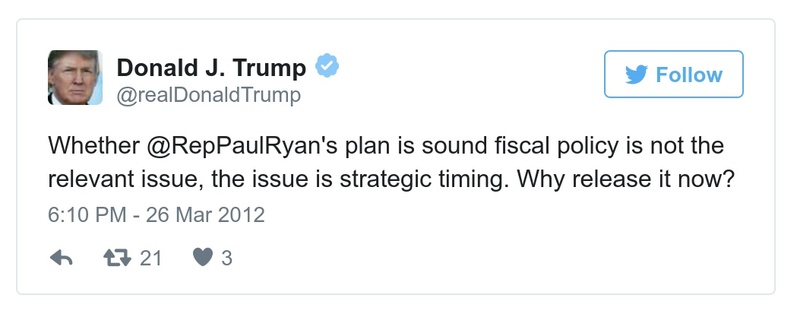 Donald J. Trump
@realDonaldTrump
Follow
Whether @RepPaulRyan's plan is sound fiscal policy is not the
relevant issue, the issue is strategic timing. Why release it now?
6:10 PM - 26 Mar 2012
21 3